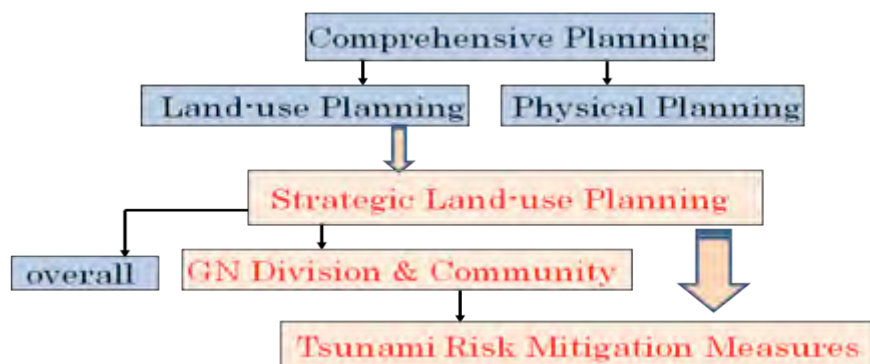 Comprehensive Planning
Land-use Planning
Physical Planning
Strategic Land-use Planning
overall
GN Division & Community
Tsunami Risk Mitigation Measures